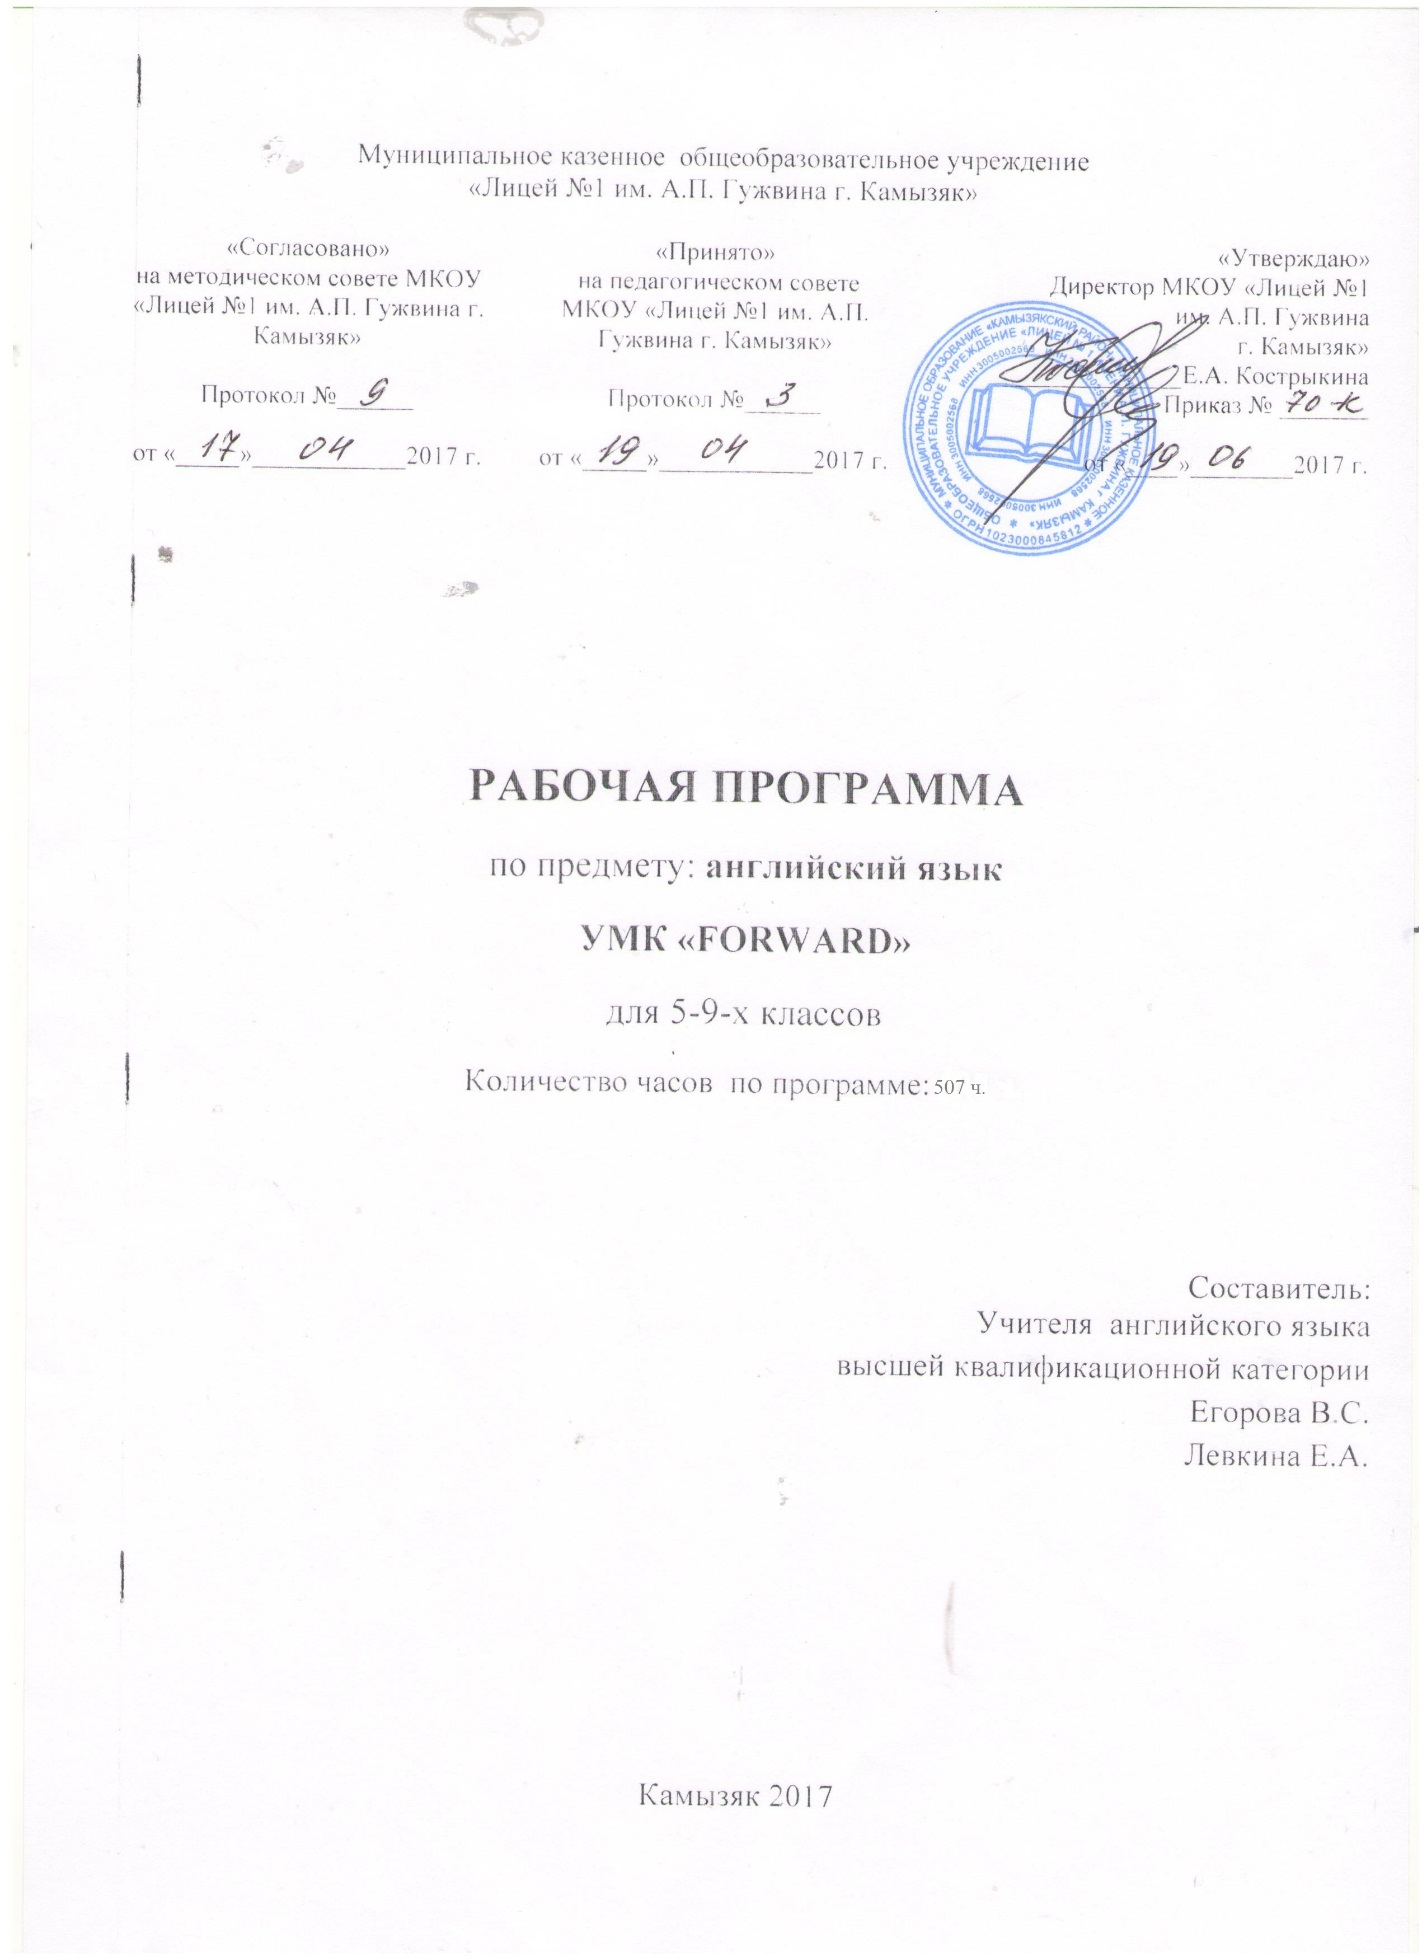 Муниципальное казенное общеобразовательное учреждение
«Лицей №1 им. А.П. Гужвина г. Камызяк»
«Согласовано»
на методическом совете МКОУ
«Лицей №1 им. А.П. Гужвина г.
Камызяк»
Протокол № 9
от « 17 » 04 2017 г.
«Принято»
на педагогическом совете
МКОУ «Лицей №1 им. А.П.
Гужвина г. Камызяк»
Протокол № 3
от « 19 » 04 2017 г.
«Утверждаю»
Директор МКОУ «Лицей №1
им. А.П. Гужвина
г. Камызяк»
Е.А. Кострыкина
Приказ № 70-к
от « 19 » 06 2017 г.
ОГРН 1023000845812
ИНН 3005002568
РАБОЧАЯ ПРОГРАММА
по предмету: английский язык
УМК «FORWARD»
для 5-9-х классов
Количество часов по программе: 507 ч.
Составитель:
Учителя английского языка
высшей квалификационной категории
Егорова В.С.
Левкина Е.А.
Камызяк 2017